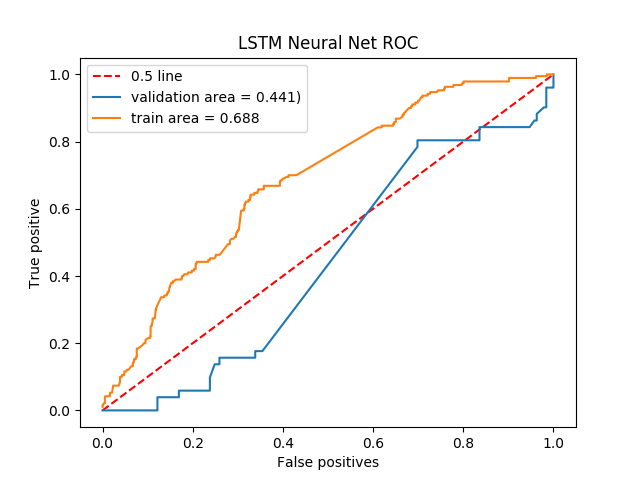 LSTM Neural Net ROC
0.5 line
validation area = 0.441)
train area = 0.688
True positive
1.0
0.8
0.6
0.4
0.2
0.0
0.0 0.2 0.4 0.6 0.8 1.0
False positives